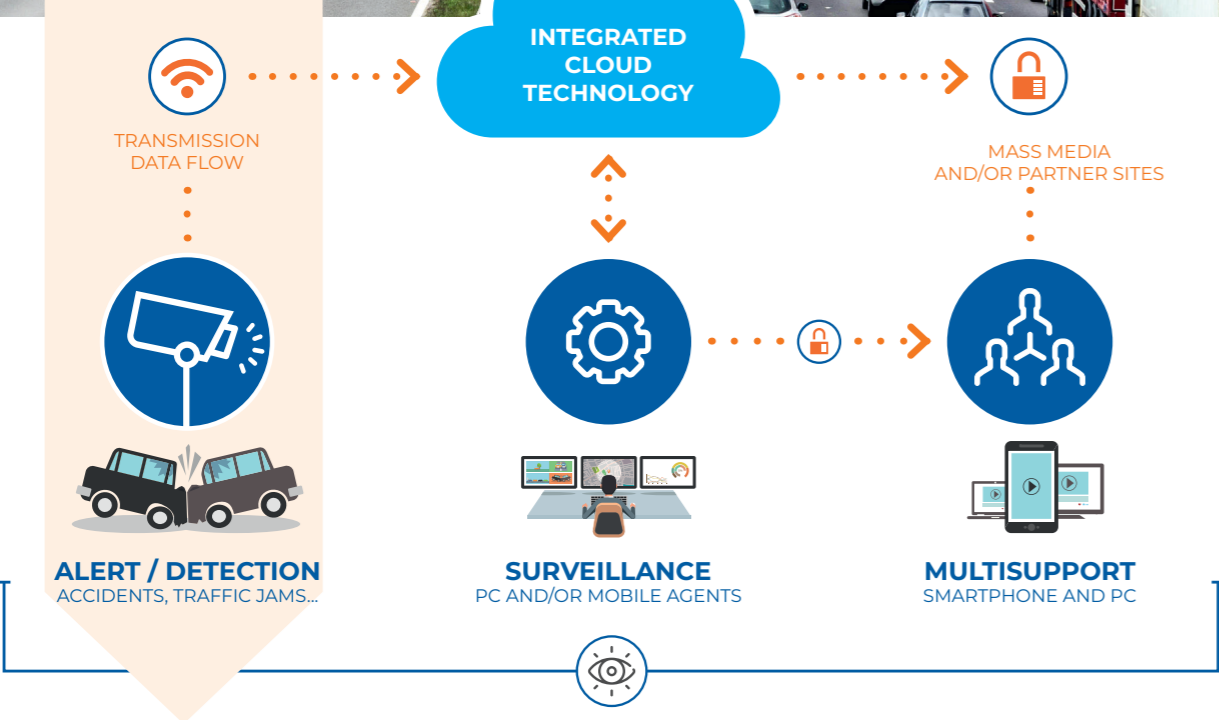 INTEGRATED
CLOUD
TECHNOLOGY
TRANSMISSION
DATA FLOW
MASS MEDIA
AND/OR PARTNER SITES
ALERT / DETECTION
ACCIDENTS, TRAFFIC JAMS...
SURVEILLANCE
PC AND/OR MOBILE AGENTS
MULTISUPPORT
SMARTPHONE AND PC